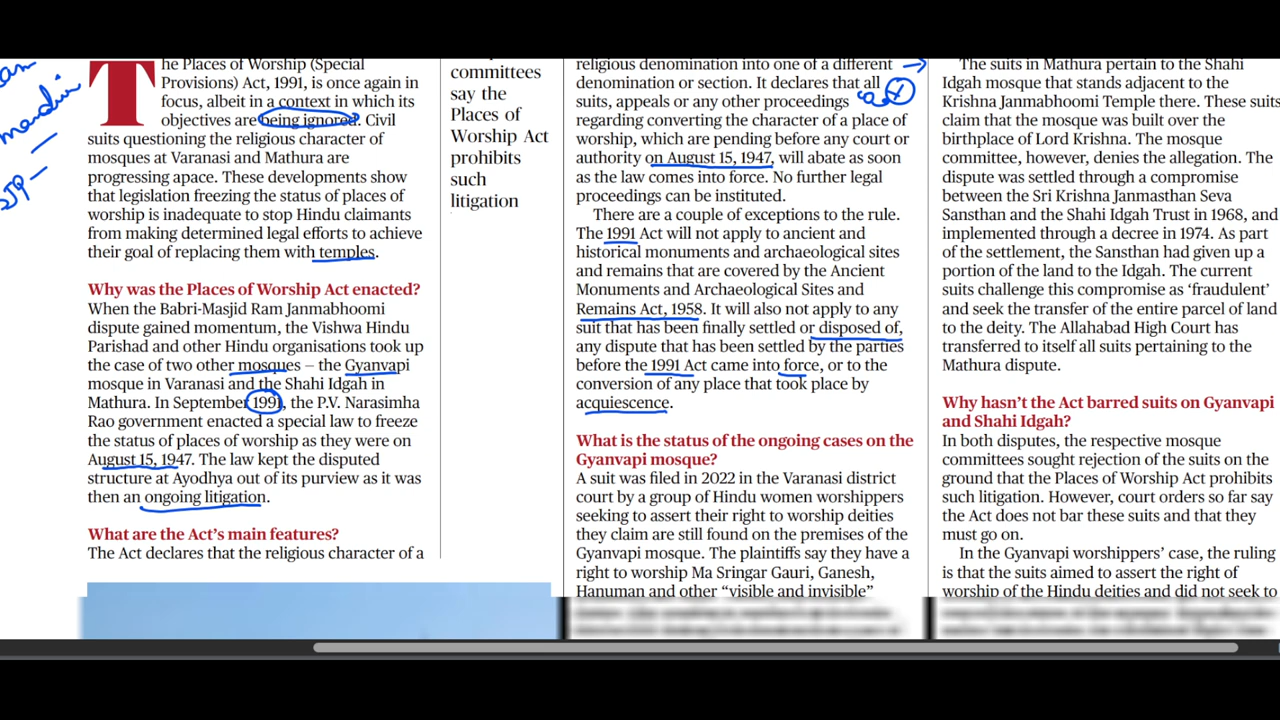 The Places of Worship (Special
Provisions) Act, 1991, is once again in
focus, albeit in a context in which its
objectives are being ignored. Civil
suits questioning the religious character of
mosques at Varanasi and Mathura are
progressing apace. These developments show
that legislation freezing the status of places of
worship is inadequate to stop Hindu claimants
from making determined legal efforts to achieve
their goal of replacing them with temples.
Why was the Places of Worship Act enacted?
When the Babri-Masjid Ram Janmabhoomi
dispute gained momentum, the Vishwa Hindu
Parishad and other Hindu organisations took up
the case of two other mosques – the Gyanvapi
mosque in Varanasi and the Shahi Idgah in
Mathura. In September 1991, the P.V. Narasimha
Rao government enacted a special law to freeze
the status of places of worship as they were on
August 15, 1947. The law kept the disputed
structure at Ayodhya out of its purview as it was
then an ongoing litigation.
What are the Act's main features?
The Act declares that the religious character of a
committees
say the
Places of
Worship Act
prohibits
such
litigation
religious denomination into one of a different
denomination or section. It declares that all
suits, appeals or any other proceedings
regarding converting the character of a place of
worship, which are pending before any court or
authority on August 15, 1947, will abate as soon
as the law comes into force. No further legal
proceedings can be instituted.
There are a couple of exceptions to the rule.
The 1991 Act will not apply to ancient and
historical monuments and archaeological sites
and remains that are covered by the Ancient
Monuments and Archaeological Sites and
Remains Act, 1958. It will also not apply to any
suit that has been finally settled or disposed of,
any dispute that has been settled by the parties
before the 1991 Act came into force, or to the
conversion of any place that took place by
acquiescence.
What is the status of the ongoing cases on the
Gyanvapi mosque?
A suit was filed in 2022 in the Varanasi district
court by a group of Hindu women worshippers
seeking to assert their right to worship deities
they claim are still found on the premises of the
Gyanvapi mosque. The plaintiffs say they have a
right to worship Ma Sringar Gauri, Ganesh,
Hanuman and other “visible and invisible”
The suits in Mathura pertain to the Shahi
Idgah mosque that stands adjacent to the
Krishna Janmabhoomi Temple there. These suits
claim that the mosque was built over the
birthplace of Lord Krishna. The mosque
committee, however, denies the allegation. The
dispute was settled through a compromise
between the Sri Krishna Janmasthan Seva
Sansthan and the Shahi Idgah Trust in 1968, and
implemented through a decree in 1974. As part
of the settlement, the Sansthan had given up a
portion of the land to the Idgah. The current
suits challenge this compromise as ‘fraudulent’
and seek the transfer of the entire parcel of land
to the deity. The Allahabad High Court has
transferred to itself all suits pertaining to the
Mathura dispute.
Why hasn't the Act barred suits on Gyanvapi
and Shahi Idgah?
In both disputes, the respective mosque
committees sought rejection of the suits on the
ground that the Places of Worship Act prohibits
such litigation. However, court orders so far say
the Act does not bar these suits and that they
must go on.
In the Gyanvapi worshippers' case, the ruling
is that the suits aimed to assert the right of
worship of the Hindu deities and did not seek to